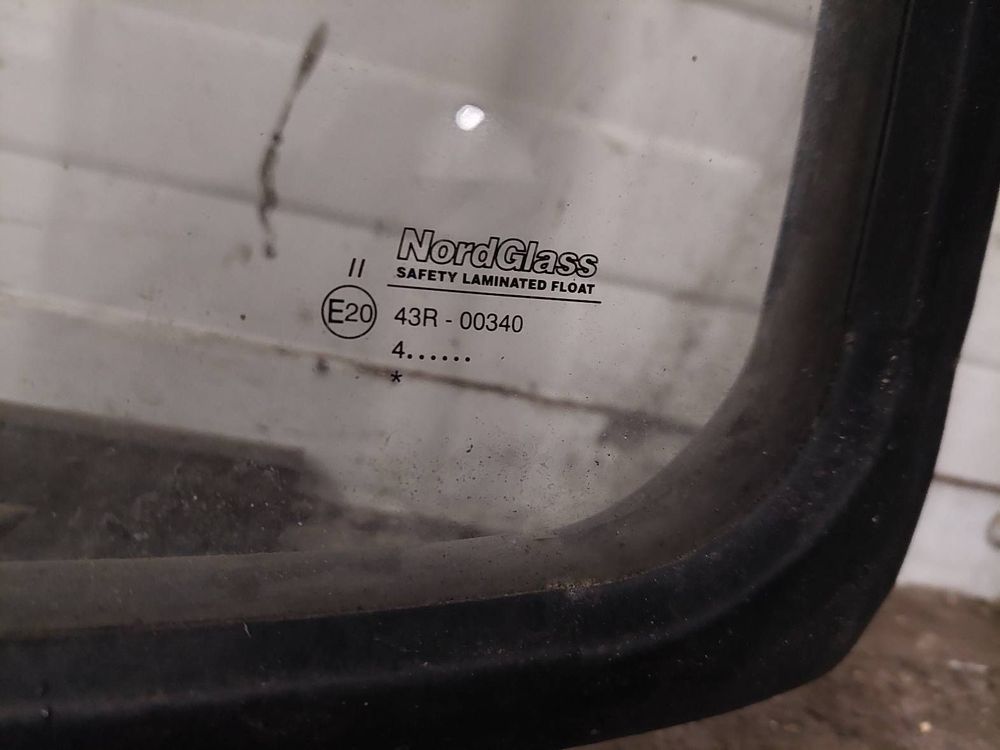 NordGlass
SAFETY LAMINATED FLOAT
II
E20 43R - 00340
4......
*